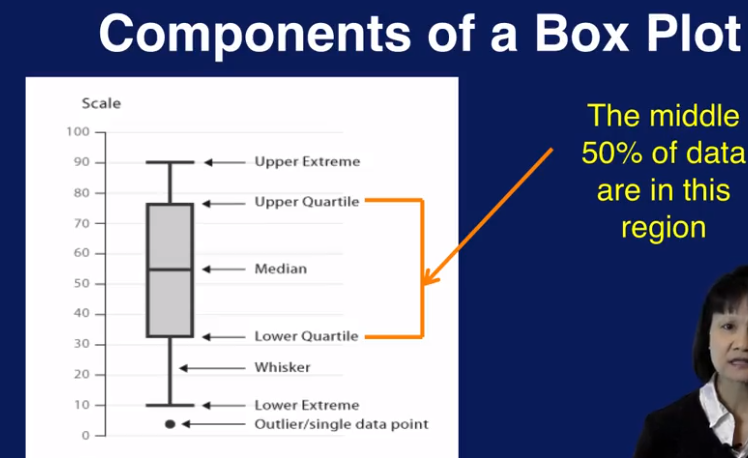 Components of a Box Plot
Scale
100
90
80
70
60
50
40
30
20
10
0
Upper Extreme
Upper Quartile
Median
Lower Quartile
Whisker
Lower Extreme
Outlier/single data point
The middle
50% of data
are in this
region